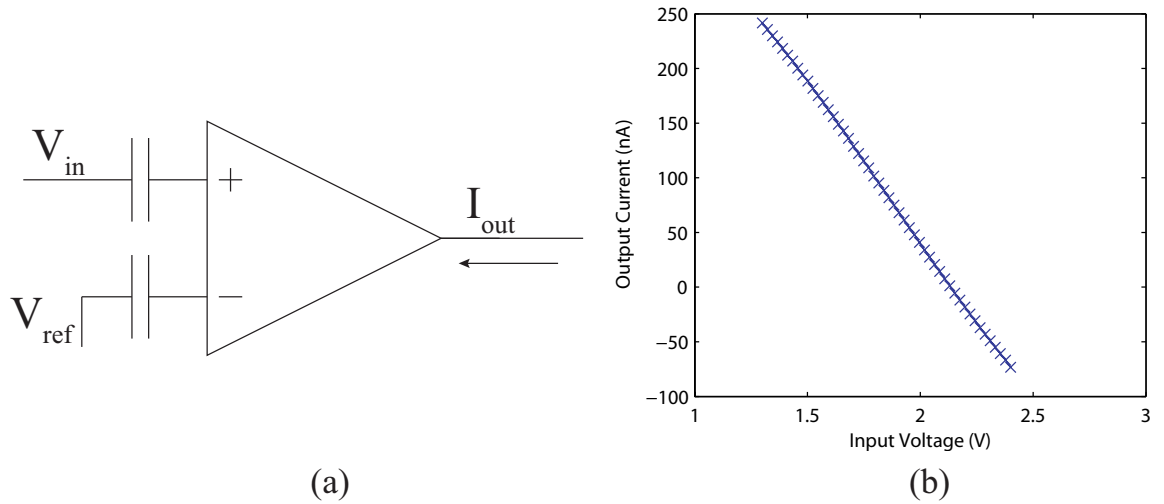 V_in
+
I_out
−
V_ref
(a)
Output Current (nA)
250
200
150
100
50
0
−50
−100
1 1.5 2 2.5 3
Input Voltage (V)
(b)